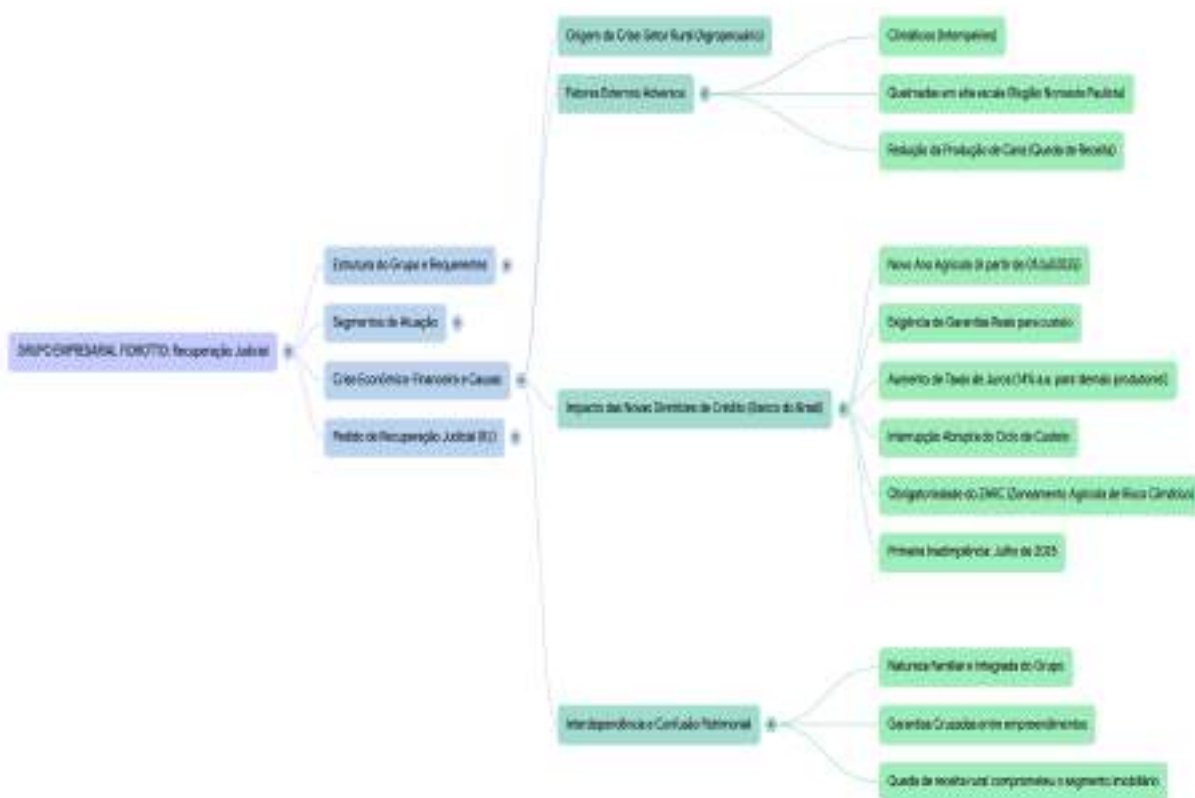 GRUPO EMPRESARIAL FIOROTTO: Recuperação Judicial
Estrutura do Grupo e Requerentes
Segmentos de Atuação
Crise Econômico-Financeira e Causas
Pedido de Recuperação Judicial (RJ)
Origem da Crise: Setor Rural (Agropecuário)
Fatores Externos Adversos
Climáticos (Intempéries)
Queimadas em alta escala (Região Noroeste Paulista)
Redução da Produção de Cana (Queda de Receita)
Impacto das Novas Diretrizes de Crédito (Banco do Brasil)
Novo Ano Agrícola (A partir de
Exigência de Garantias Reais para custeio
Aumento de Taxas de Juros (14% a.a. para demais produtores)
Interrupção Abrupta do Ciclo de Custeio
Obrigatoriedade do ZARC (Zoneamento Agrícola de Risco Climático)
Primeira Inadimplência: Julho de 2025
Interdependência e Confusão Patrimonial
Natureza Familiar e Integrada do Grupo
Garantias Cruzadas entre empreendimentos
Queda de receita rural comprometeu o segmento imobiliário